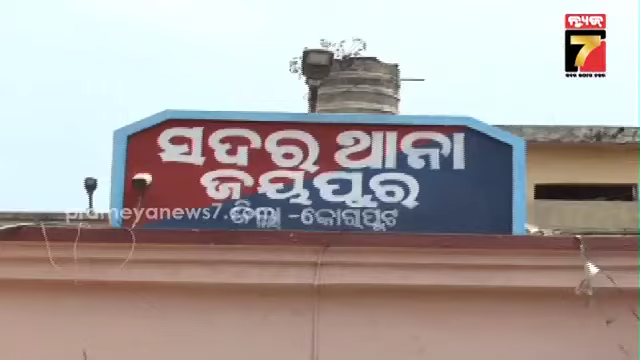 ନ୍ୟୁଜ
7
ସଦର ଥାନା
ଜୟପୁର
prameyanews7.com
ଜିଲ୍ଲା -କୋରାପୁଟ